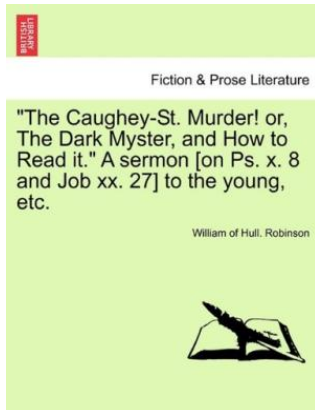 BRITISH
LIBRARY
Fiction & Prose Literature
"The Caughey-St. Murder! or,
The Dark Myster, and How to
Read it." A sermon [on Ps. x. 8
and Job xx. 27] to the young,
etc.
William of Hull. Robinson